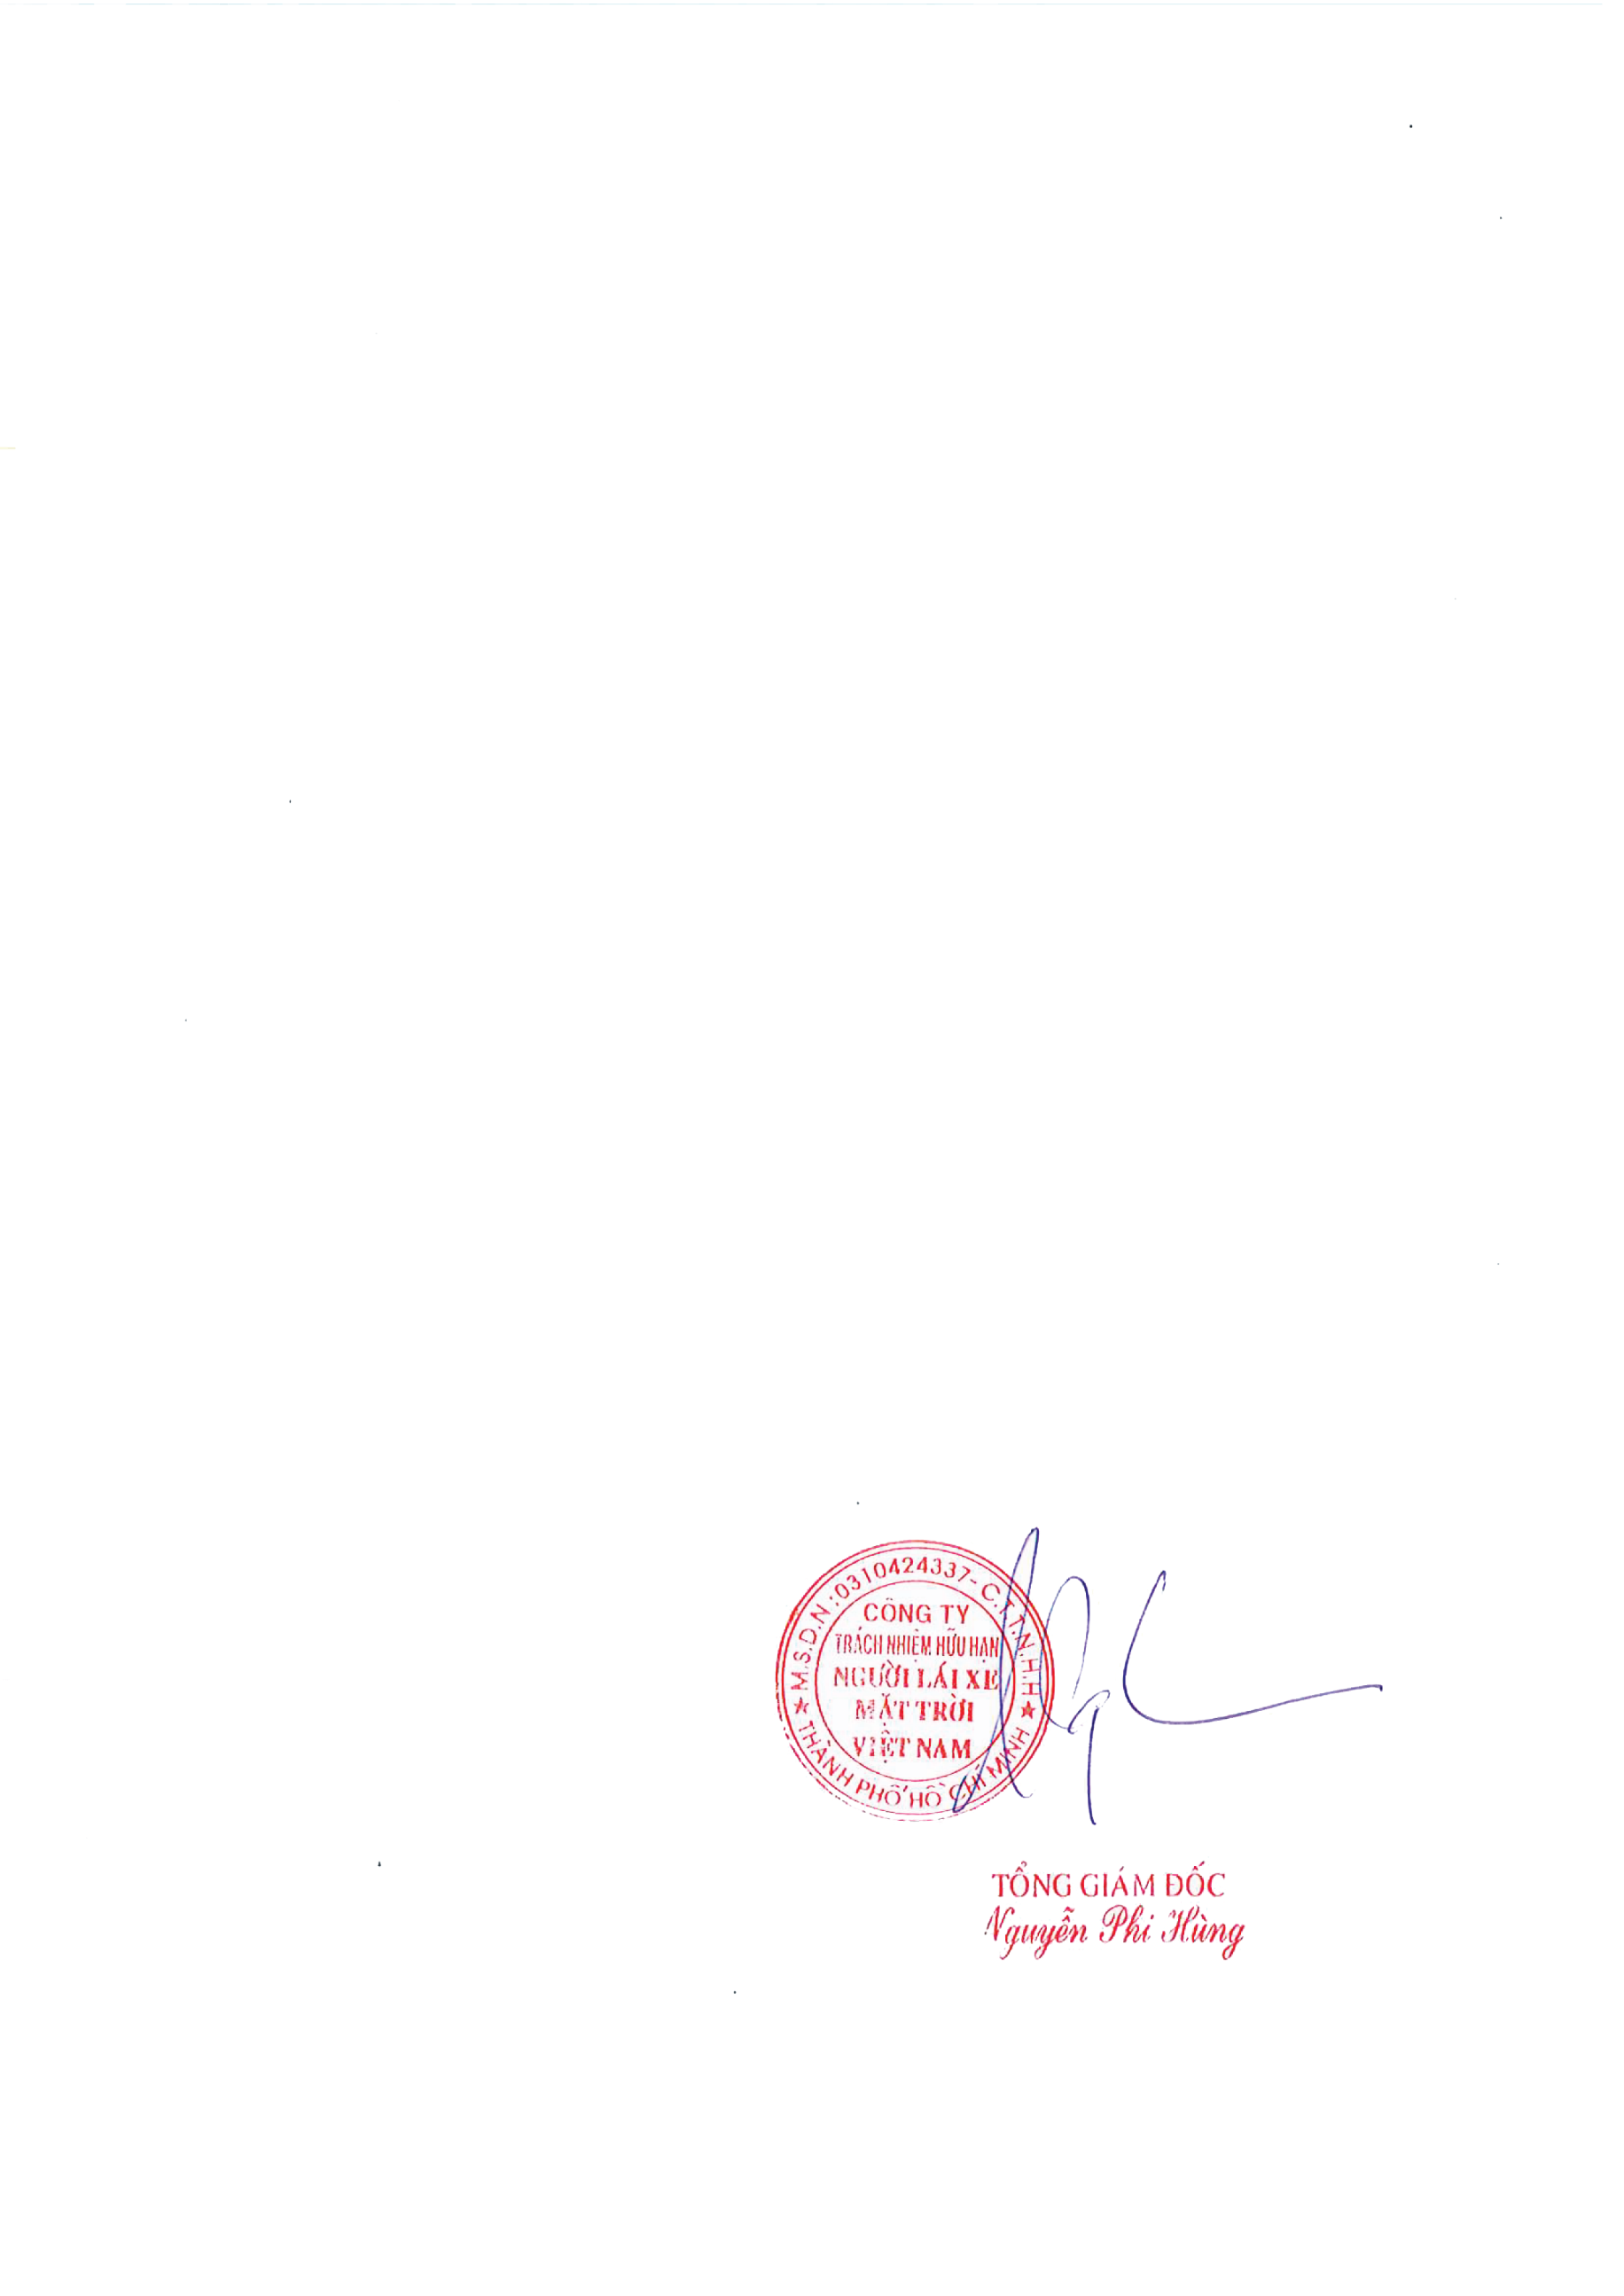 M.S.D.N:0310424337-C.T.T.N.H.H
CÔNG TY
TRÁCH NHIỆM HỮU HẠN
NGƯỜI LÁI XE
MẶT TRỜI
VIỆT NAM
★ THÀNH PHỐ HỒ CHÍ MINH ★
TỔNG GIÁM ĐỐC
Nguyễn Phi Hùng